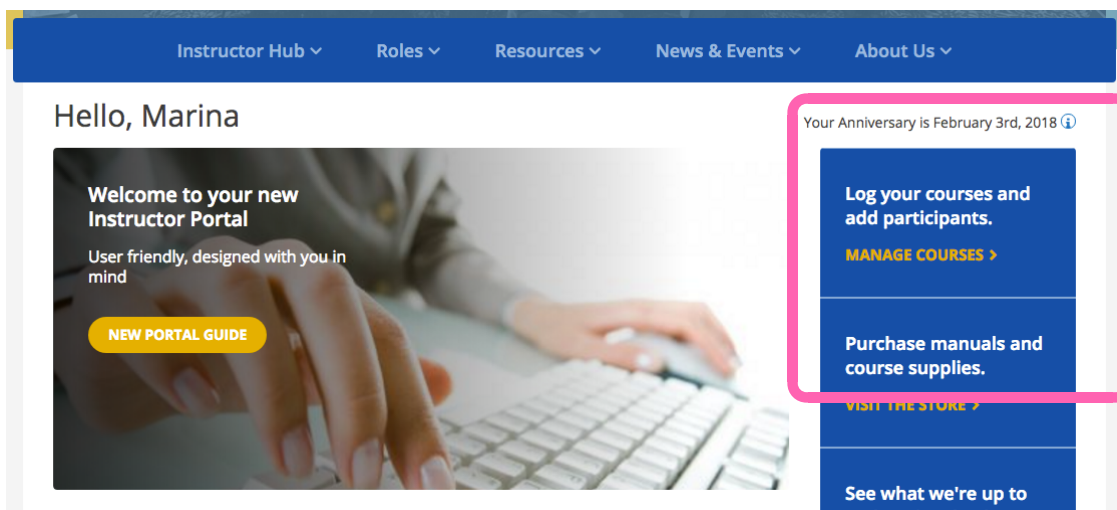 Instructor Hub Roles Resources News & Events About Us
Hello, Marina
Your Anniversary is February 3rd, 2018
Welcome to your new
Instructor Portal
User friendly, designed with you in
mind
NEW PORTAL GUIDE
Log your courses and
add participants.
MANAGE COURSES >
Purchase manuals and
course supplies.
VISIT THE STORE >
See what we're up to